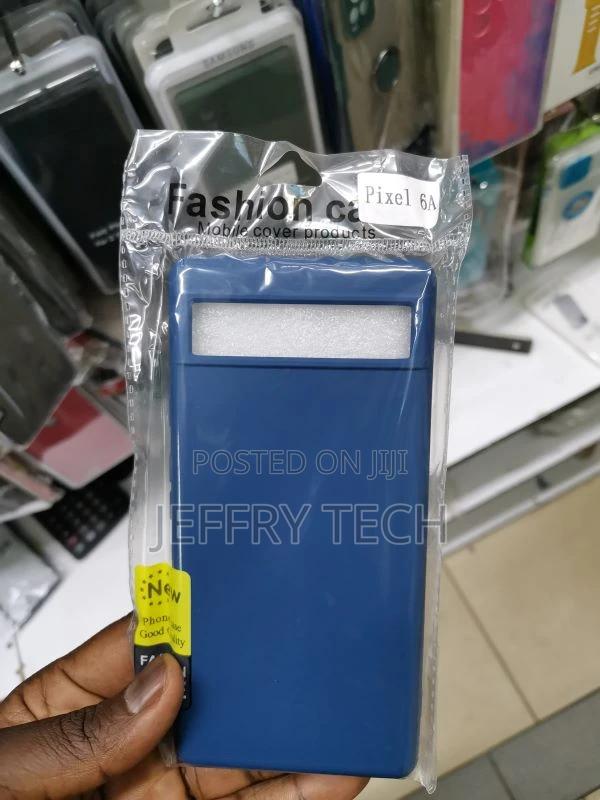 SAMSUNG
Fashion ca
Pixel 6A
Mobile cover products
POSTED ON JIJI
JEFFRY TECH
New
Phone
Good